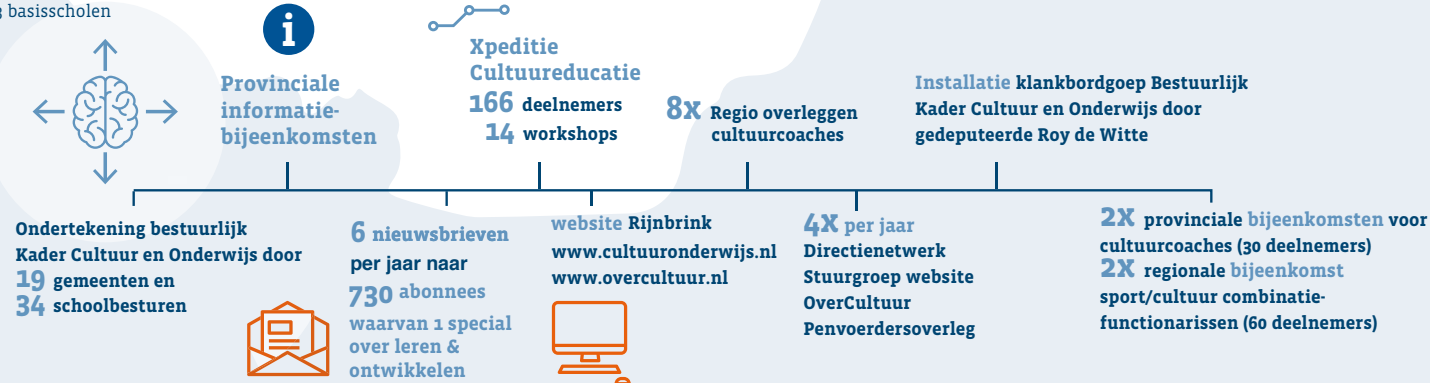 basisscholen
i
Provinciale
informatie-
bijeenkomsten
Xpeditie
Cultuureducatie
166 deelnemers
14 workshops
8x Regio overleggen
cultuurcoaches
Installatie klankbordgoep Bestuurlijk
Kader Cultuur en Onderwijs door
gedeputeerde Roy de Witte
Ondertekening bestuurlijk
Kader Cultuur en Onderwijs door
19 gemeenten en
34 schoolbesturen
6 nieuwsbrieven
per jaar naar
730 abonnees
waarvan 1 special
over leren &
ontwikkelen
website Rijnbrink
www.cultuuronderwijs.nl
www.overcultuur.nl
4x per jaar
Directienetwerk
Stuurgroep website
OverCultuur
Penvoerdersoverleg
2x provinciale bijeenkomsten voor
cultuurcoaches (30 deelnemers)
2x regionale bijeenkomst
sport/cultuur combinatie-
functionarissen (60 deelnemers)